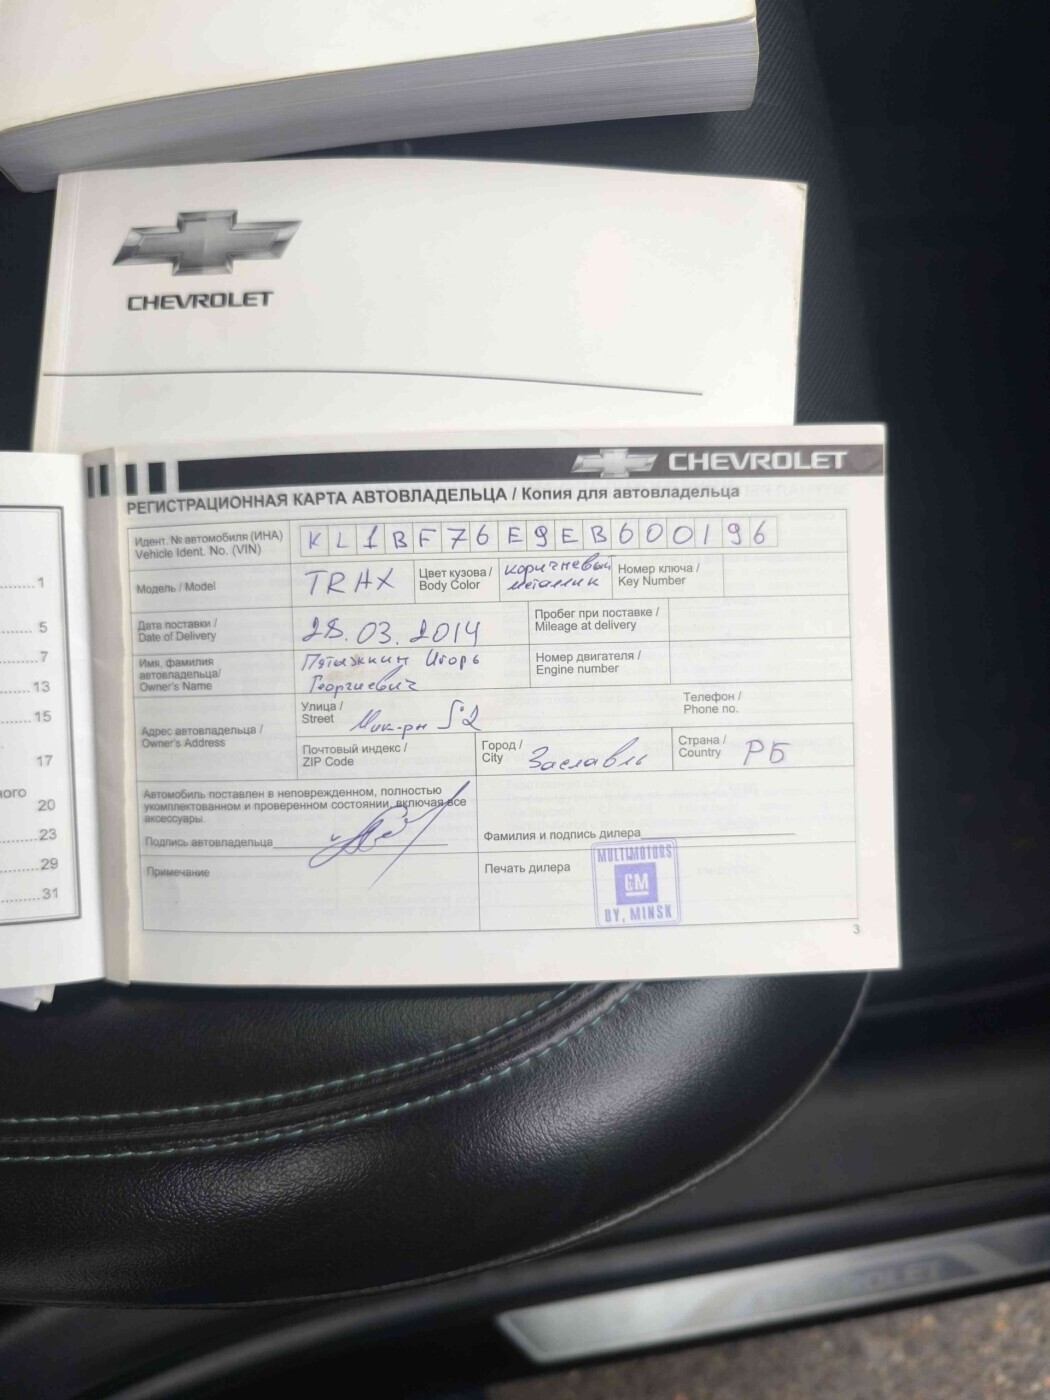 CHEVROLET
CHEVROLET
РЕГИСТРАЦИОННАЯ КАРТА АВТОВЛАДЕЛЬЦА / Копия для автовладельца
Идент. № автомобиля (ИНА)
Vehicle Ident. No. (VIN)
KL1BF76E9EB600196
Модель / Model
TRAX
Цвет кузова /
Body Color
коричневый
металлик
Номер ключа /
Key Number
Дата поставки /
Date of Delivery
28.03.2014
Пробег при поставке /
Mileage at delivery
Имя, фамилия
автовладельца/
Owner's Name
Игорь
Георгиевич
Номер двигателя /
Engine number
Адрес автовладельца /
Owner's Address
Улица /
Street
Мик-рн
Телефон /
Phone no.
Почтовый индекс /
ZIP Code
Город /
City
Заславль
Страна /
Country
РБ
Автомобиль поставлен в неповрежденном, полностью
укомплектованном и проверенном состоянии, включая все
аксессуары.
Подпись автовладельца
Фамилия и подпись дилера
Примечание
Печать дилера
MULTIMOTORS
GM
BY, MINSK
3
1
5
7
13
15
17
ного
20
23
29
31